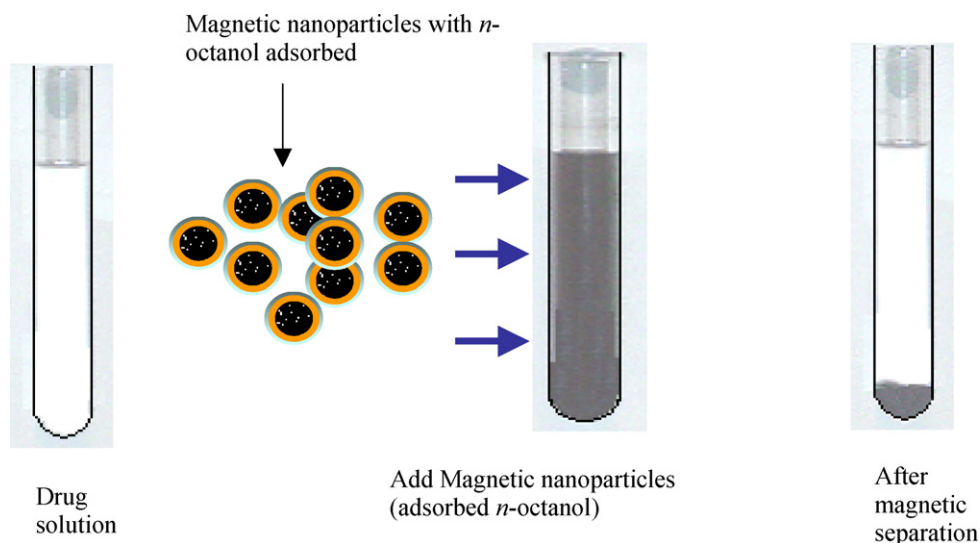 Magnetic nanoparticles with n-
octanol adsorbed
Drug
solution
Add Magnetic nanoparticles
(adsorbed n-octanol)
After
magnetic
separation